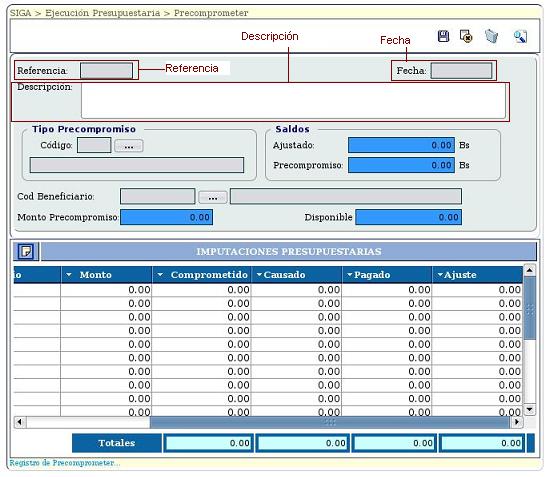 SIGA > Ejecución Presupuestaria > Precomprometer
Descripción
Fecha
Referencia:
Referencia
Fecha:
Descripción:
Tipo Precompromiso
Saldos
Código:
...
Ajustado:
0.00
Bs
Precompromiso:
0.00
Bs
Cod Beneficiario:
...
Monto Precompromiso:
0.00
Disponible
0.00
IMPUTACIONES PRESUPUESTARIAS
io Monto Comprometido Causado Pagado Ajuste
0.00 0.00 0.00 0.00 0.00
0.00 0.00 0.00 0.00 0.00
0.00 0.00 0.00 0.00 0.00
0.00 0.00 0.00 0.00 0.00
0.00 0.00 0.00 0.00 0.00
0.00 0.00 0.00 0.00 0.00
0.00 0.00 0.00 0.00 0.00
0.00 0.00 0.00 0.00 0.00
0.00 0.00 0.00 0.00 0.00
0.00 0.00 0.00 0.00 0.00
Totales 0.00 0.00 0.00 0.00
Registro de Precomprometer...